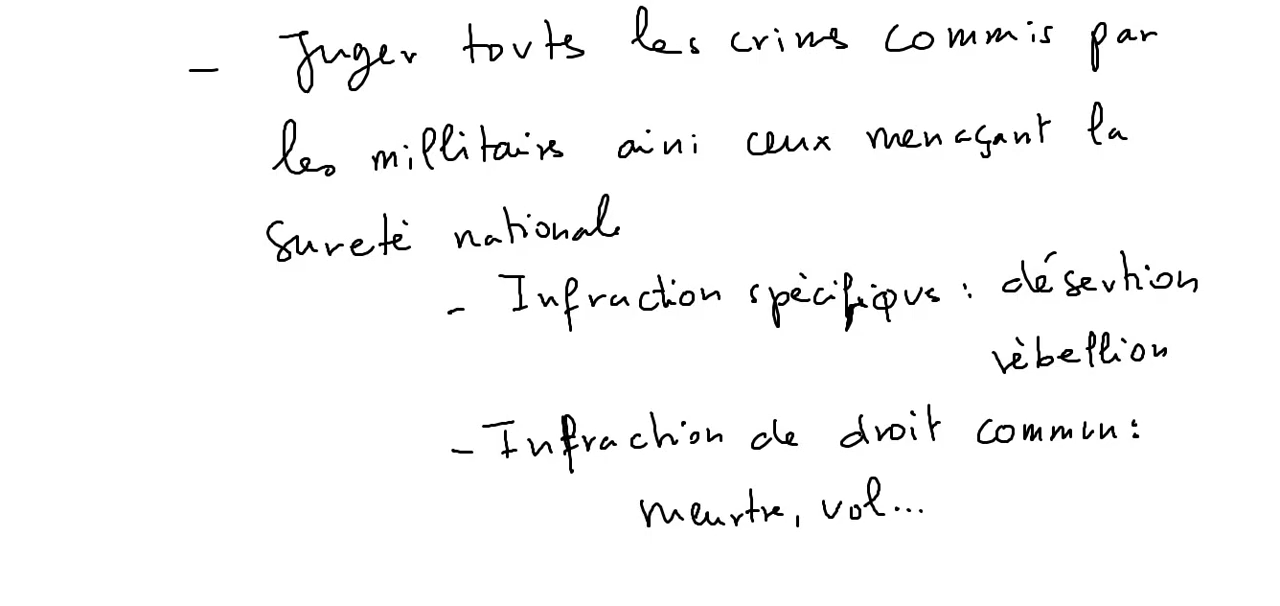 - Juger touts les crims commis par
les millitairs aini ceux menaçant la
sureté national
- Infraction spécifiqus : désertion
rébellion
- Infraction de droit commun :
meurtre, vol...